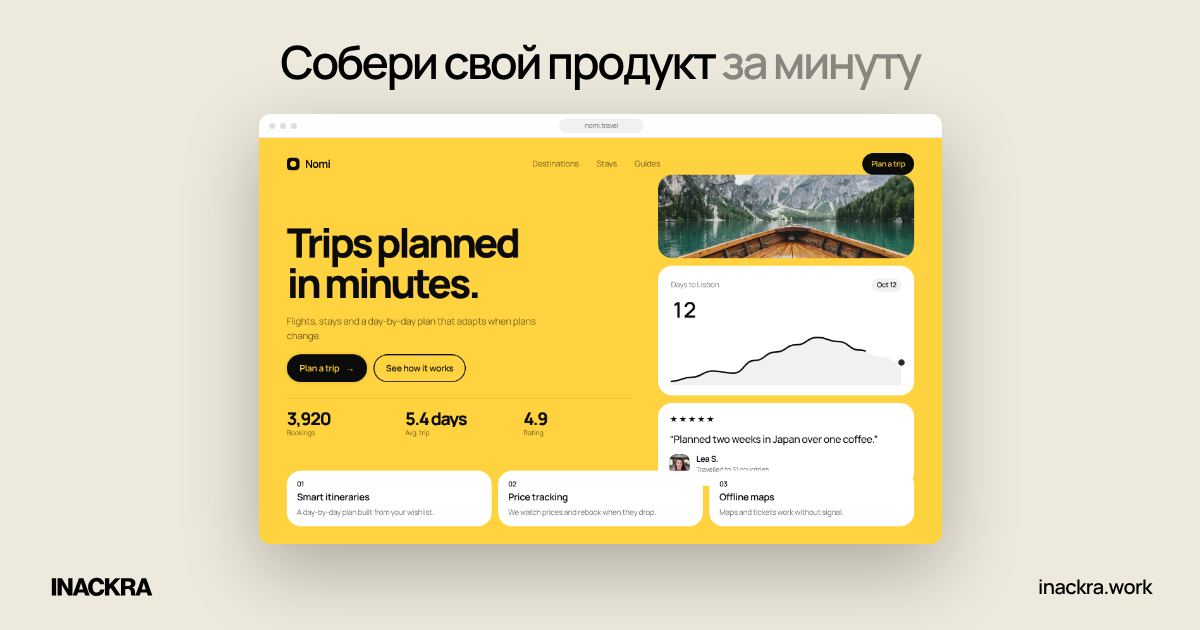 Собери свой продукт за минуту
nomi.travel
Nomi
Destinations Stays Guides
Plan a trip
Trips planned
in minutes.
Flights, stays and a day-by-day plan that adapts when plans
change.
Plan a trip →
See how it works
3,920
Bookings
5.4 days
Avg. trip
4.9
Rating
Days to Lisbon
Oct 12
12
★★★★★
“Planned two weeks in Japan over one coffee.”
Lea S.
Travelled to 31 countries
01
Smart itineraries
A day-by-day plan built from your wish list.
02
Price tracking
We watch prices and rebook when they drop.
03
Offline maps
Maps and tickets work without signal.
INACKRA
inackra.work